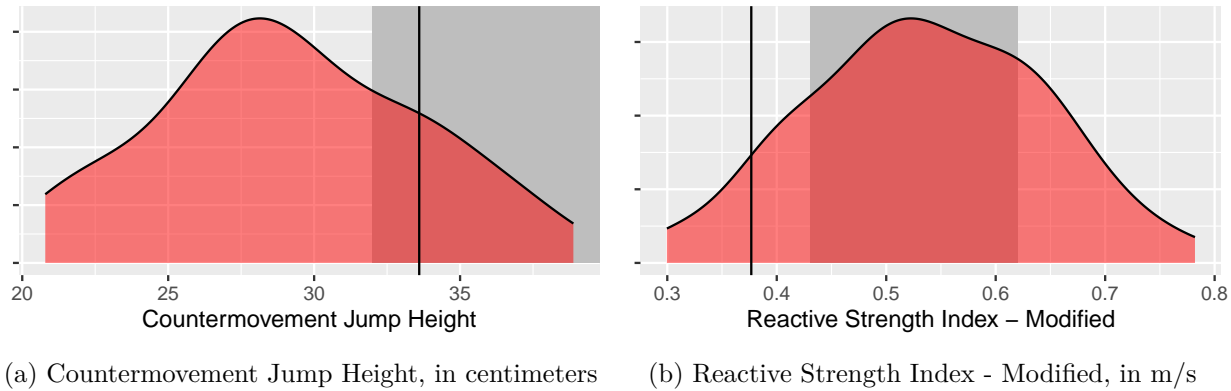 20 25 30 35
0.3 0.4 0.5 0.6 0.7 0.8
Countermovement Jump Height
Reactive Strength Index − Modified
(a) Countermovement Jump Height, in centimeters
(b) Reactive Strength Index - Modified, in m/s